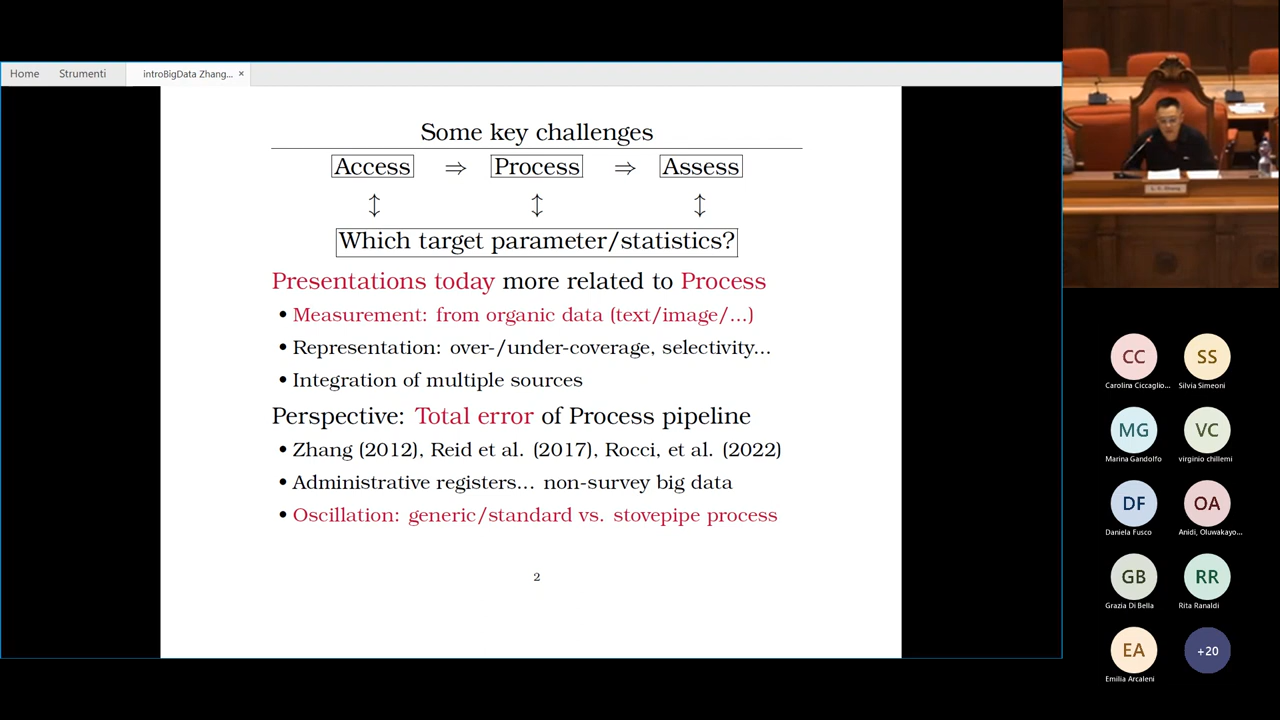 Home Strumenti introBigData Zhang... ×
Some key challenges
Access ⇒ Process ⇒ Assess
↕ ↕ ↕
Which target parameter/statistics?
Presentations today more related to Process
• Measurement: from organic data (text/image/...)
• Representation: over-/under-coverage, selectivity...
• Integration of multiple sources
Perspective: Total error of Process pipeline
• Zhang (2012), Reid et al. (2017), Rocci, et al. (2022)
• Administrative registers... non-survey big data
• Oscillation: generic/standard vs. stovepipe process
2
L. C. Zhang
CC SS
Carolina Ciccaglio... Silvia Simeoni
MG VC
Marina Gandolfo virginio chillemi
DF OA
Daniela Fusco Anidi, Oluwakayo...
GB RR
Grazia Di Bella Rita Ranaldi
EA +20
Emilia Arcaleni